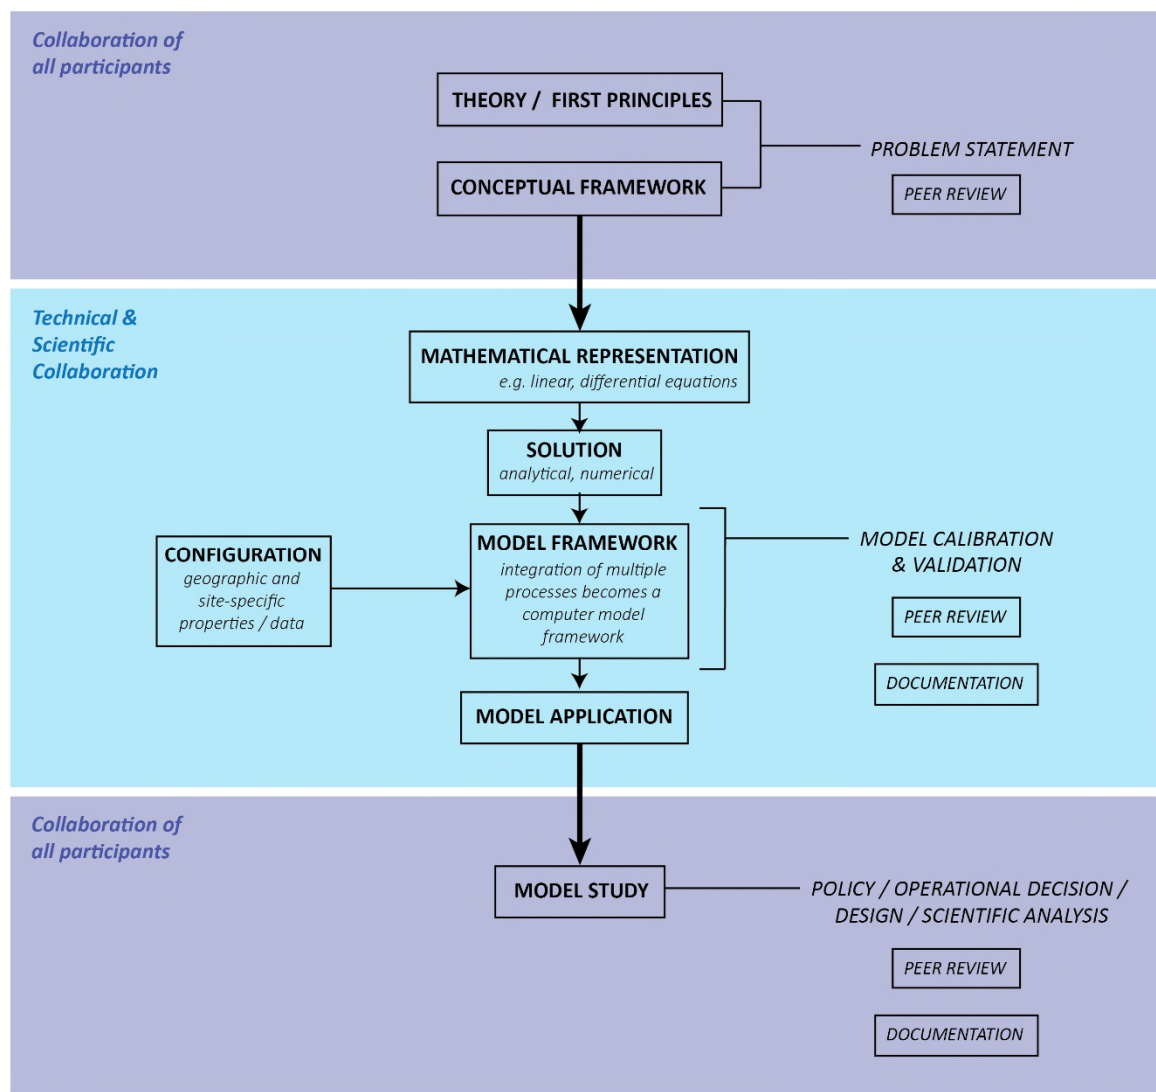 Collaboration of
all participants
THEORY / FIRST PRINCIPLES
CONCEPTUAL FRAMEWORK
PROBLEM STATEMENT
PEER REVIEW
Technical &
Scientific
Collaboration
MATHEMATICAL REPRESENTATION
e.g. linear, differential equations
SOLUTION
analytical, numerical
CONFIGURATION
geographic and
site-specific
properties / data
MODEL FRAMEWORK
integration of multiple
processes becomes a
computer model
framework
MODEL CALIBRATION
& VALIDATION
PEER REVIEW
DOCUMENTATION
MODEL APPLICATION
Collaboration of
all participants
MODEL STUDY
POLICY / OPERATIONAL DECISION /
DESIGN / SCIENTIFIC ANALYSIS
PEER REVIEW
DOCUMENTATION